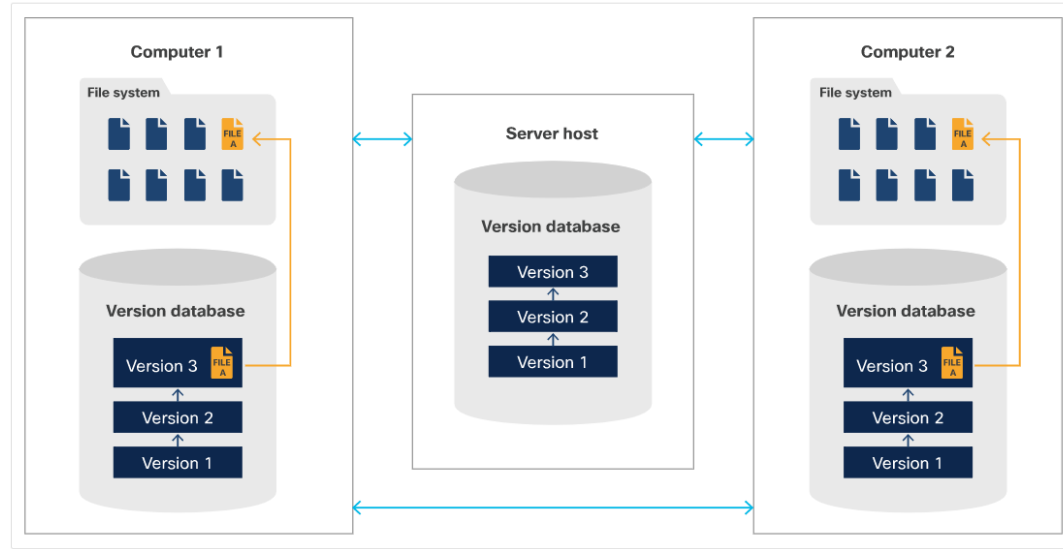 Computer 1
File system
FILE
A
Version database
Version 3
FILE
A
Version 2
Version 1
Server host
Version database
Version 3
Version 2
Version 1
Computer 2
File system
FILE
A
Version database
Version 3
FILE
A
Version 2
Version 1